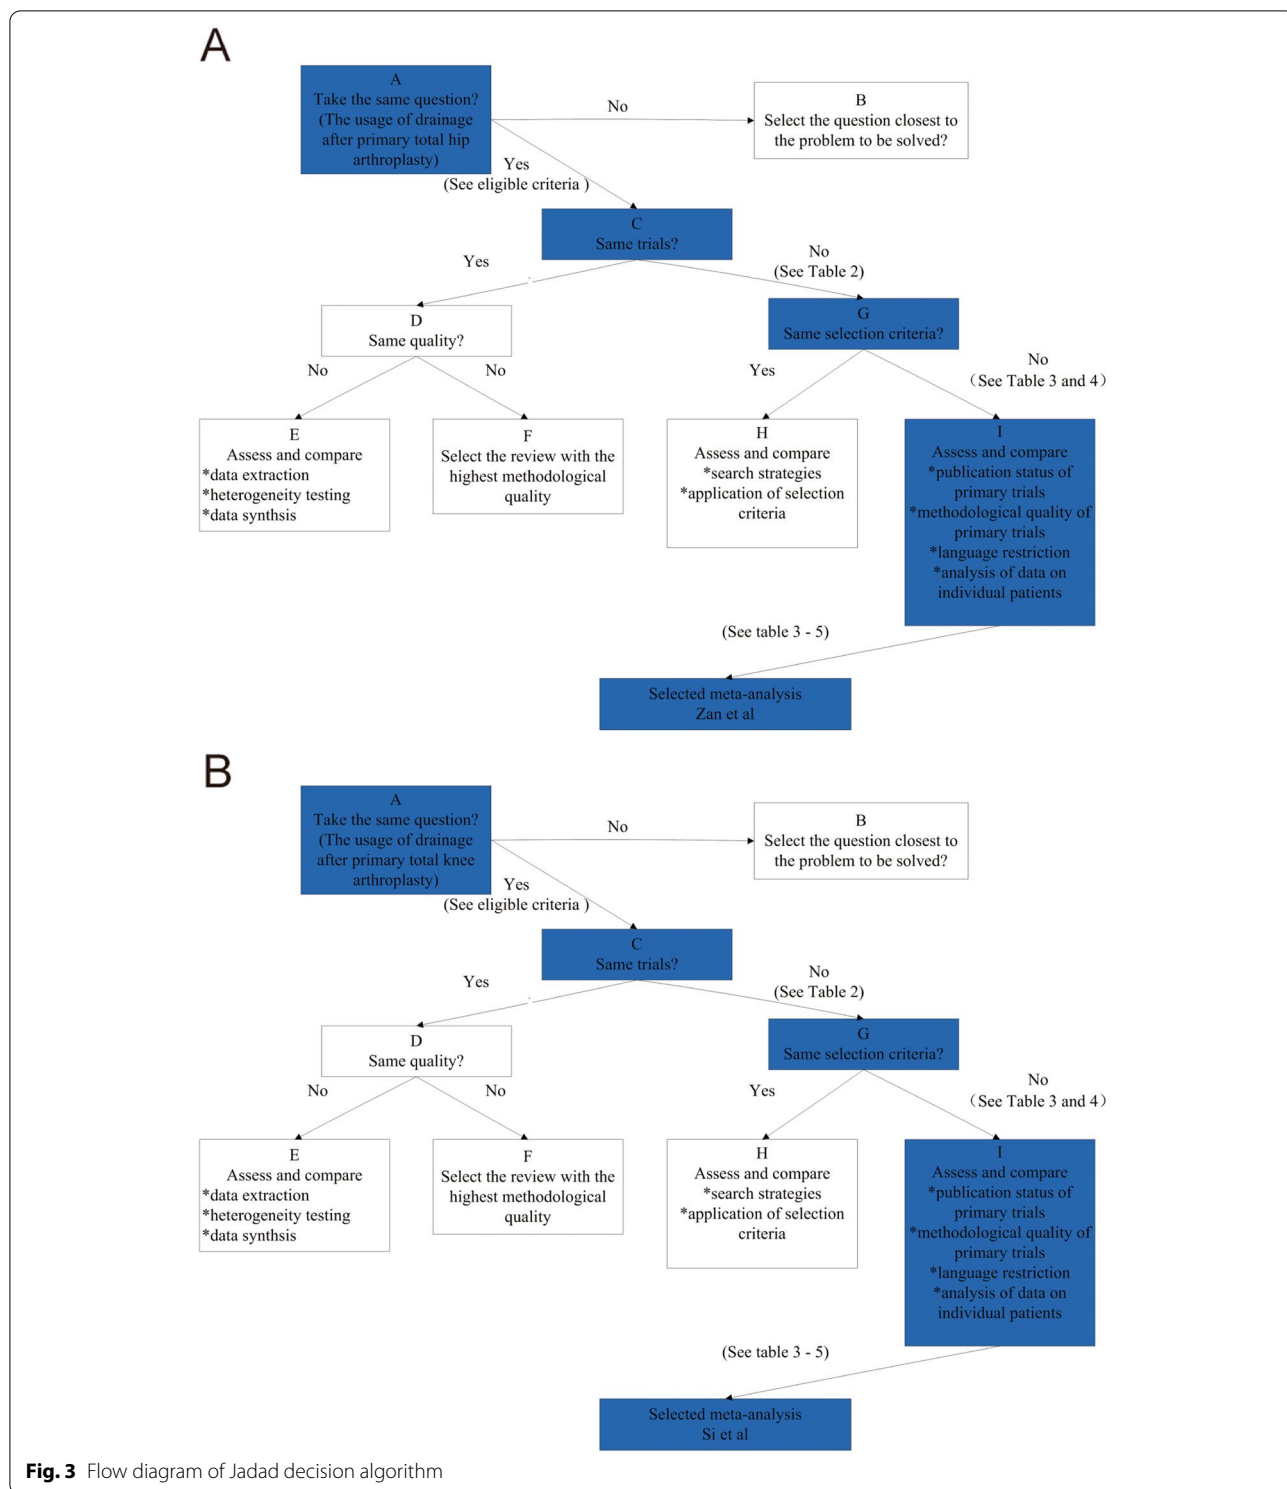 A
A
Take the same question?
(The usage of drainage
after primary total hip
arthroplasty)
No
B
Select the question closest to
the problem to be solved?
Yes
(See eligible criteria )
C
Same trials?
Yes
No
(See Table 2)
D
Same quality?
G
Same selection criteria?
No
No
Yes
No
（See Table 3 and 4）
E
Assess and compare
*data extraction
*heterogeneity testing
*data synthsis
F
Select the review with the
highest methodological
quality
H
Assess and compare
*search strategies
*application of selection
criteria
I
Assess and compare
*publication status of
primary trials
*methodological quality of
primary trials
*language restriction
*analysis of data on
individual patients
(See table 3 - 5)
Selected meta-analysis
Zan et al
B
A
Take the same question?
(The usage of drainage
after primary total knee
arthroplasty)
No
B
Select the question closest to
the problem to be solved?
Yes
(See eligible criteria )
C
Same trials?
Yes
No
(See Table 2)
D
Same quality?
G
Same selection criteria?
No
No
Yes
No
（See Table 3 and 4）
E
Assess and compare
*data extraction
*heterogeneity testing
*data synthsis
F
Select the review with the
highest methodological
quality
H
Assess and compare
*search strategies
*application of selection
criteria
I
Assess and compare
*publication status of
primary trials
*methodological quality of
primary trials
*language restriction
*analysis of data on
individual patients
(See table 3 - 5)
Selected meta-analysis
Si et al
Fig. 3 Flow diagram of Jadad decision algorithm